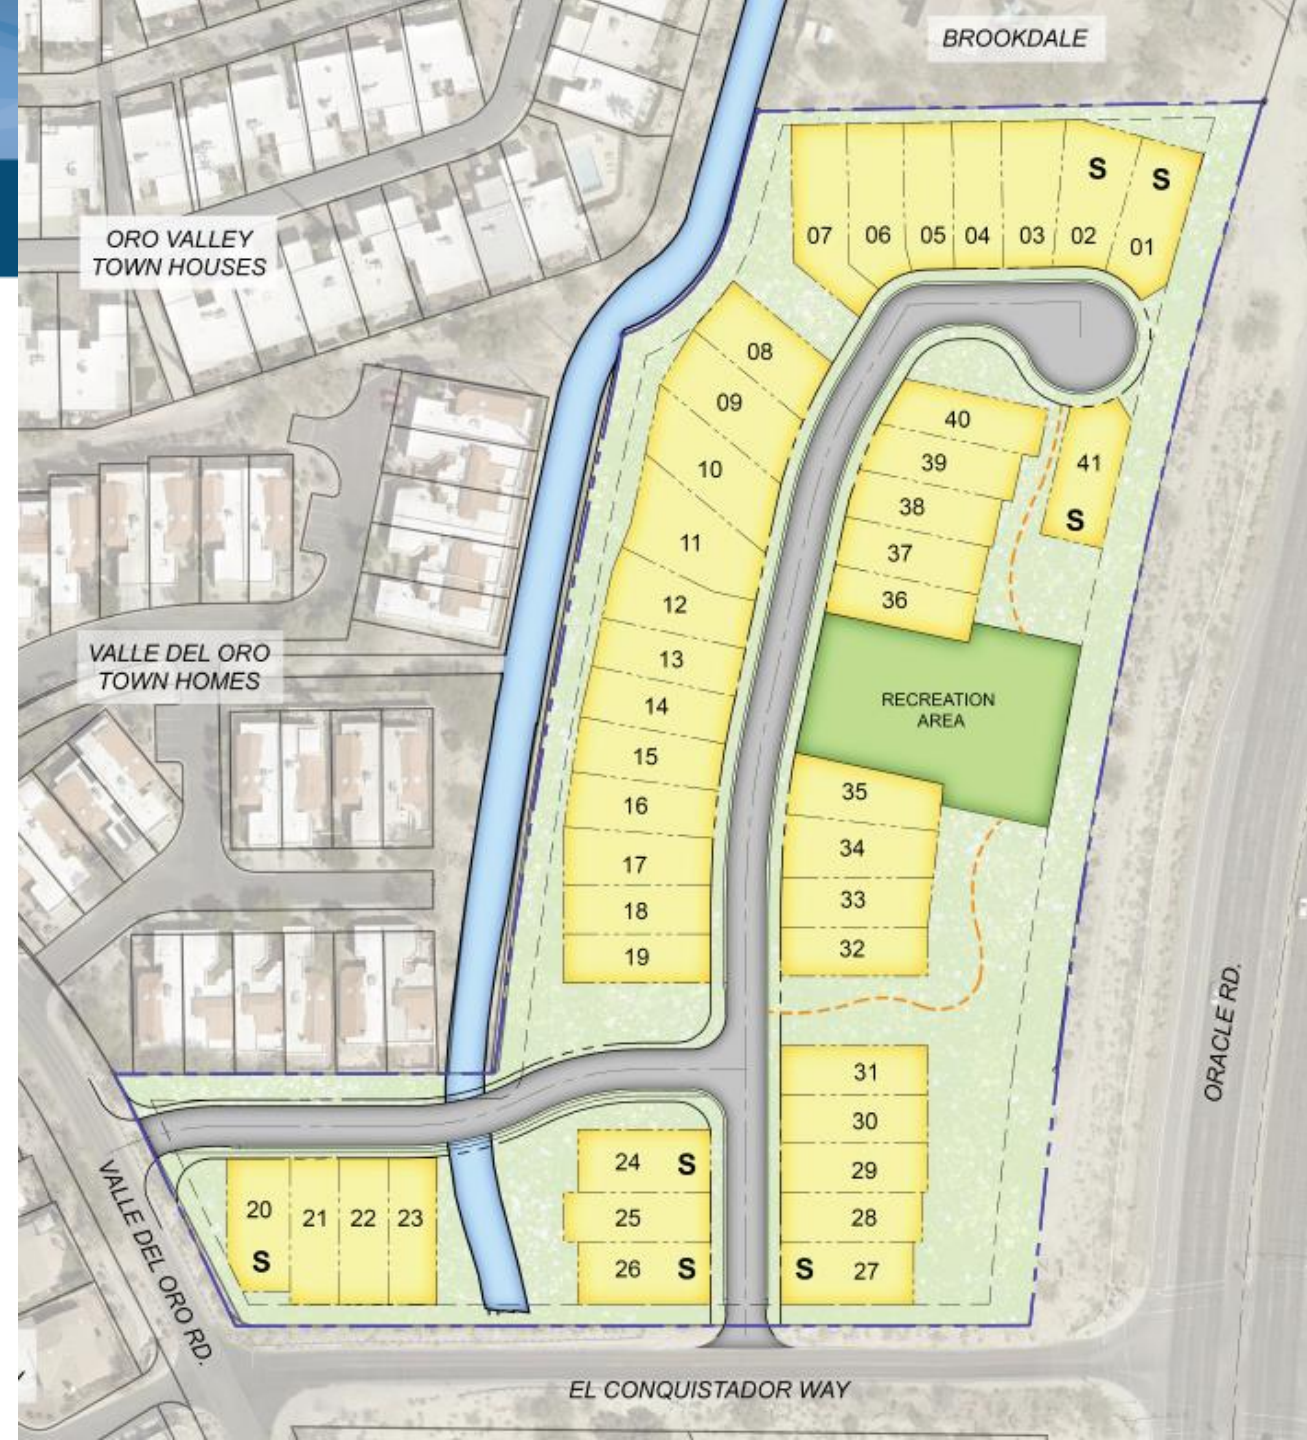 BROOKDALE
ORO VALLEY
TOWN HOUSES
S
S
07
06
05
04
03
02
01
08
09
10
11
12
13
14
15
16
17
18
19
40
39
38
37
36
41
S
VALLE DEL ORO
TOWN HOMES
RECREATION
AREA
35
34
33
32
ORACLE RD.
31
30
29
28
S 27
24 S
25
26 S
20
S
21
22
23
VALLE DEL ORO RD.
EL CONQUISTADOR WAY